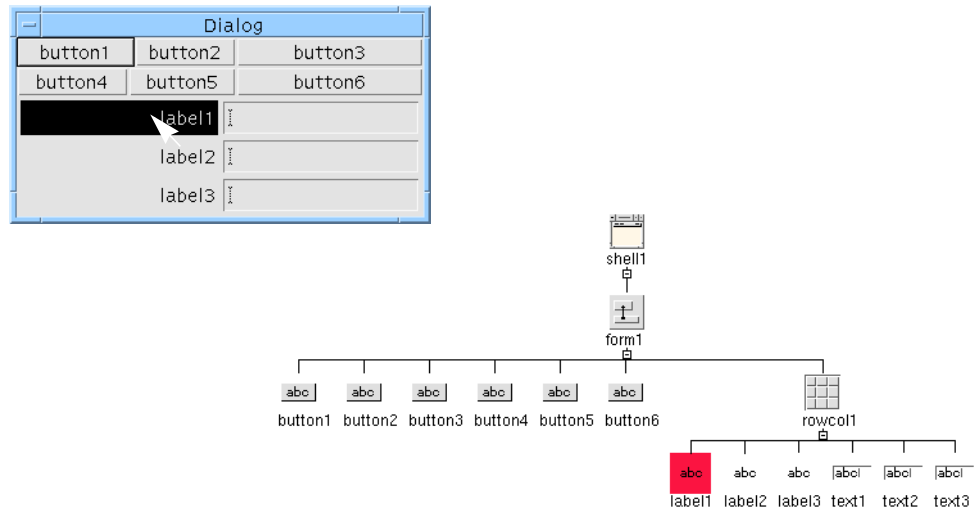 Dialog
button1 button2 button3
button4 button5 button6
label1
label2
label3
shell1
form1
abc abc abc abc abc abc
button1 button2 button3 button4 button5 button6
rowcol1
abc abc abc abc abc abc
label1 label2 label3 text1 text2 text3